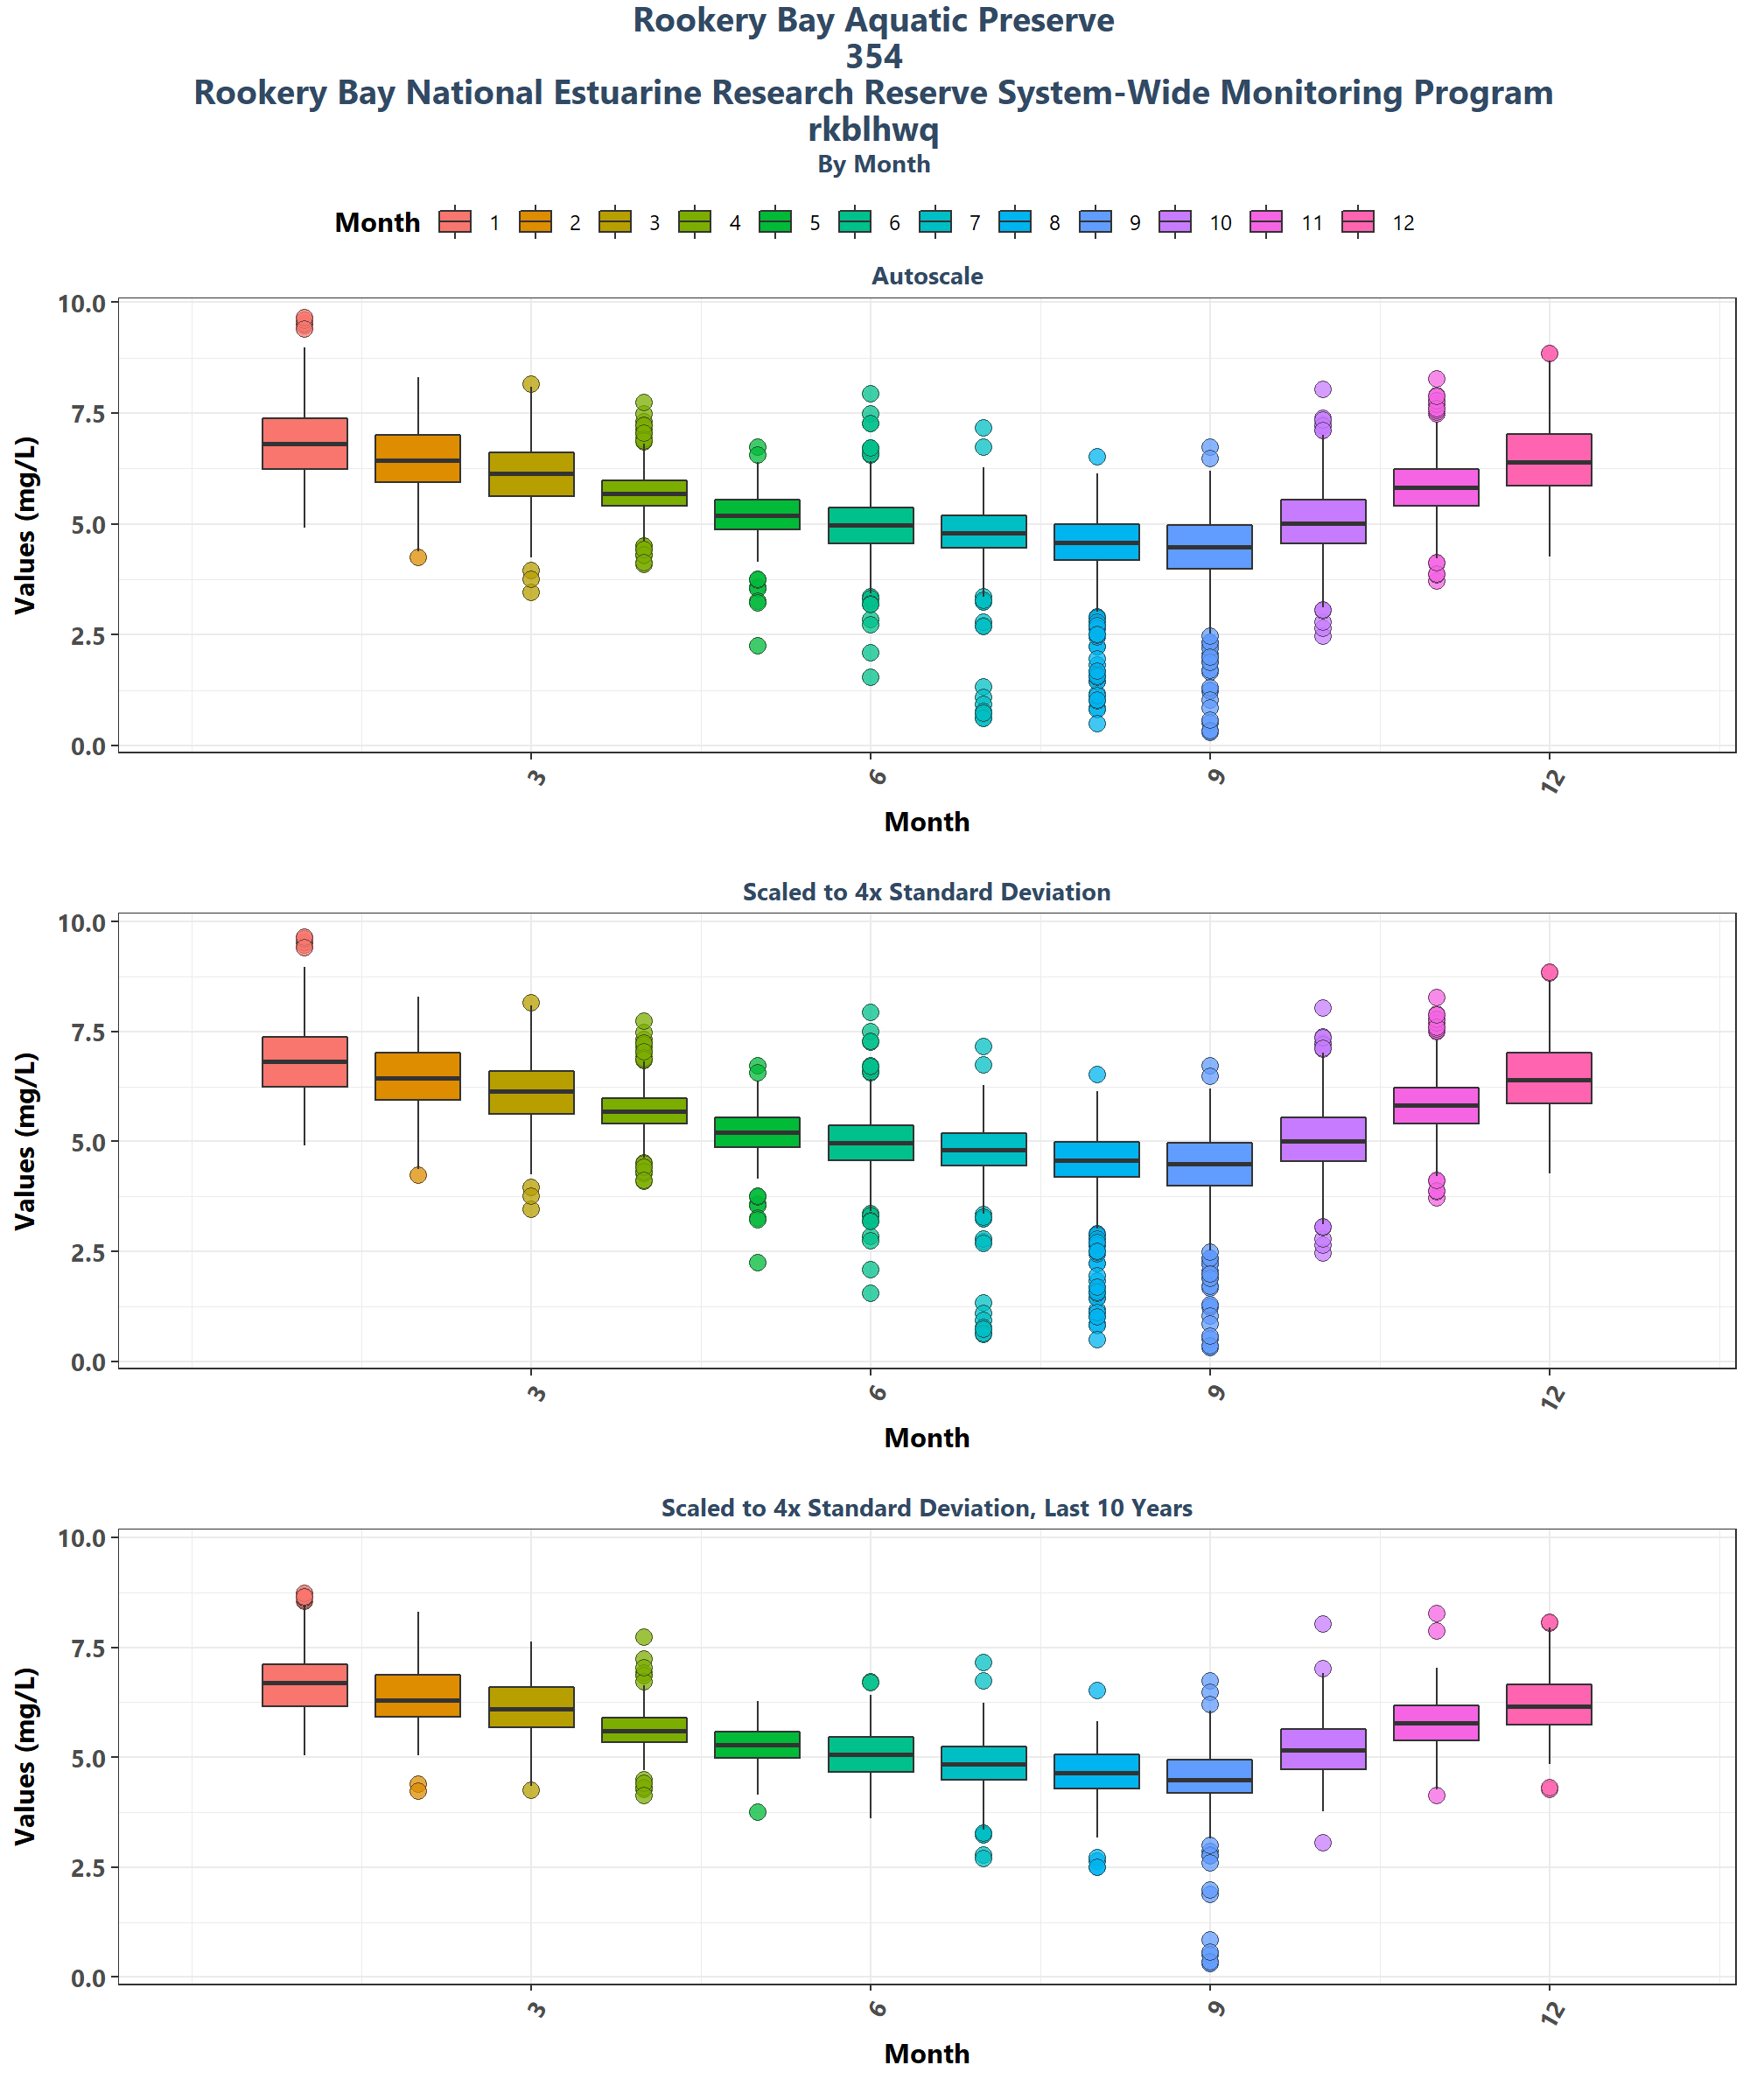 Rookery Bay Aquatic Preserve
354
Rookery Bay National Estuarine Research Reserve System-Wide Monitoring Program
rkblhwq
By Month
Month 1 2 3 4 5 6 7 8 9 10 11 12
Autoscale
10.0
7.5
5.0
2.5
0.0
Values (mg/L)
3 6 9 12
Month
Scaled to 4x Standard Deviation
10.0
7.5
5.0
2.5
0.0
Values (mg/L)
3 6 9 12
Month
Scaled to 4x Standard Deviation, Last 10 Years
10.0
7.5
5.0
2.5
0.0
Values (mg/L)
3 6 9 12
Month